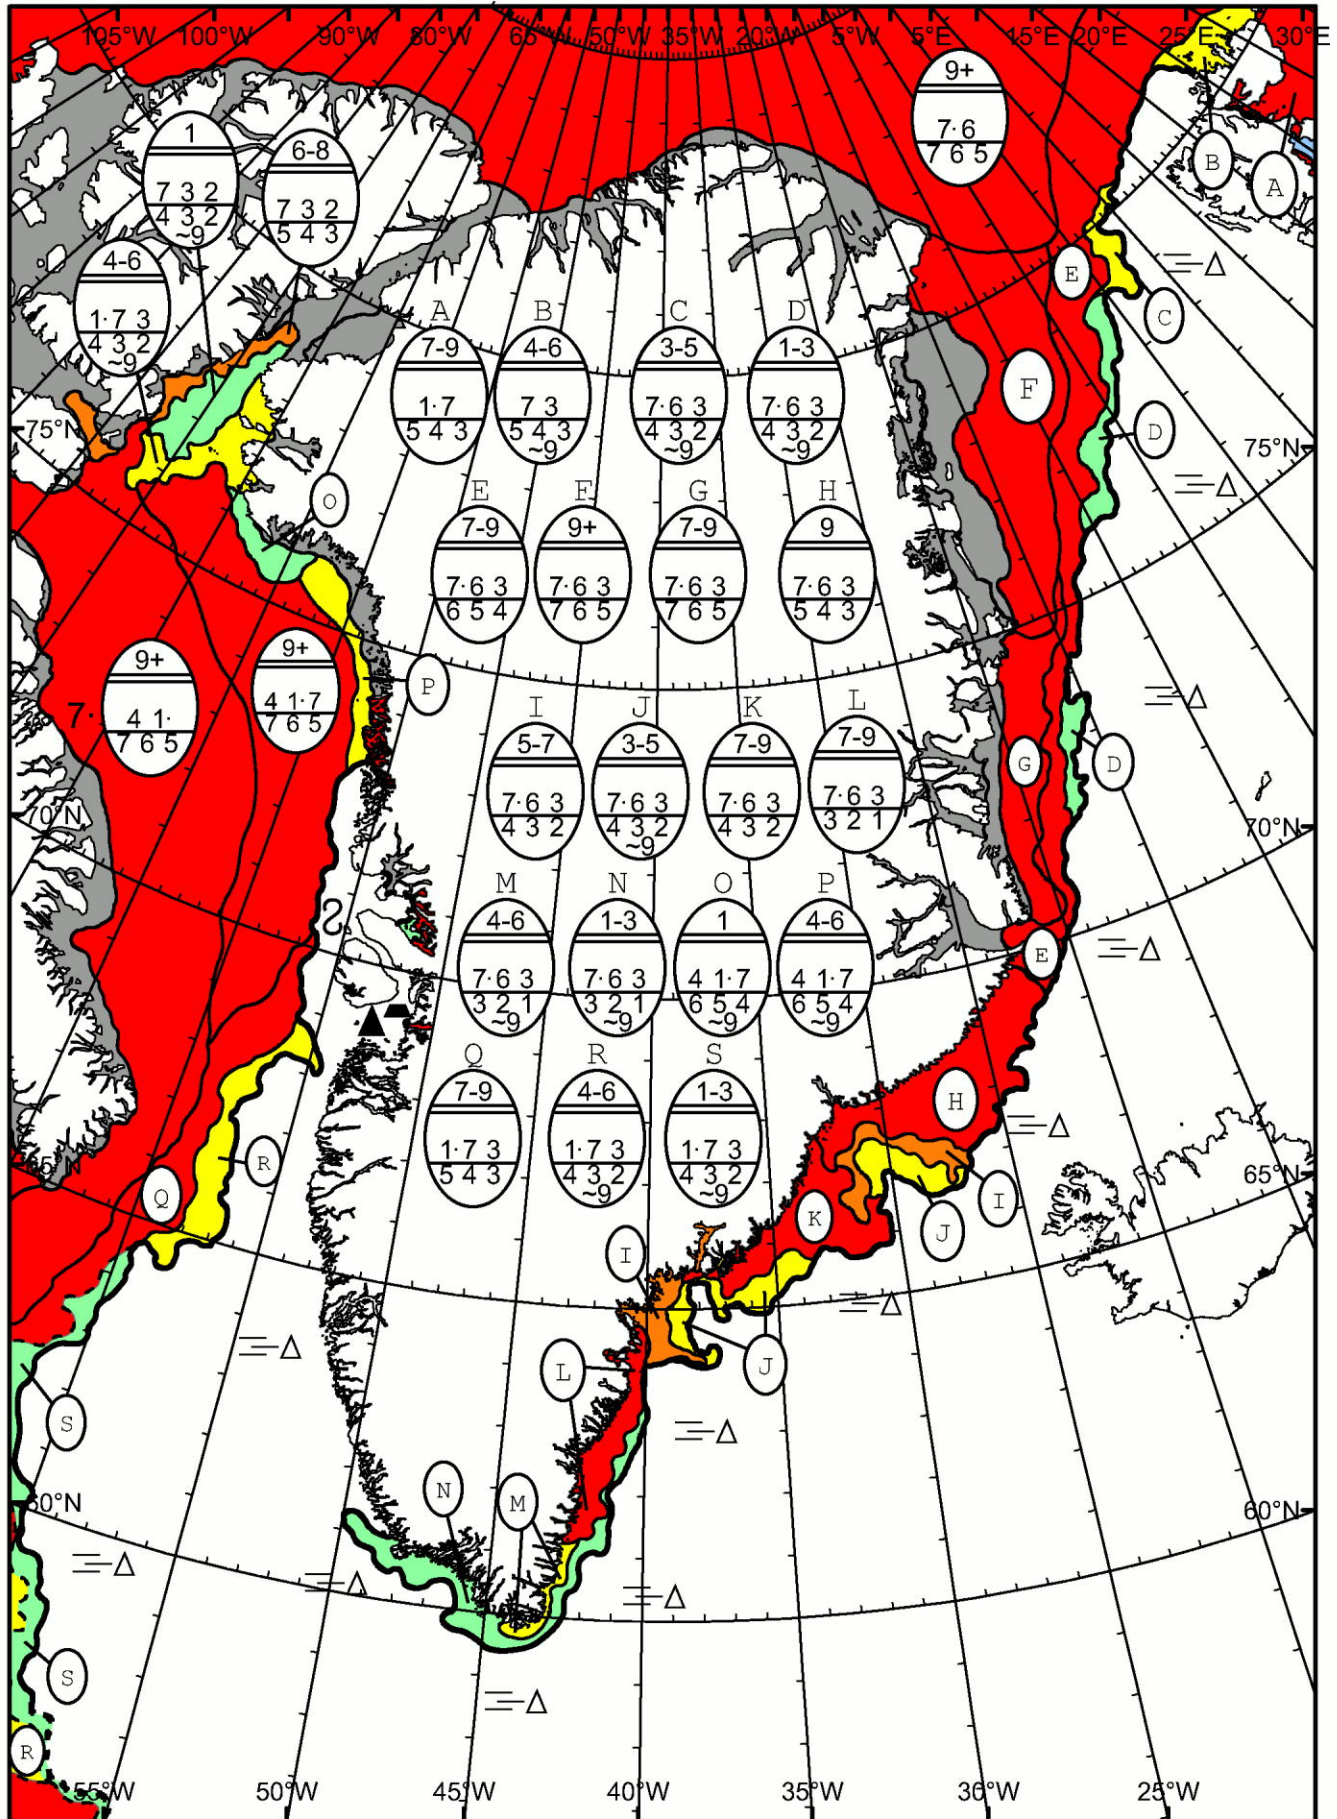 105°W 100°W 90°W 80°W 65°W 50°W 35°W 20°W 5°W 5°E 15°E 20°E 25°E 30°E
9+
7·6
7 6 5
1
7 3 2
4 3 2
~9
6-8
7 3 2
5 4 3
4-6
1·7 3
4 3 2
~9
B
A
E
C
F
D
75°N
75°N
A
7-9
1·7
5 4 3
B
4-6
7 3
5 4 3
~9
C
3-5
7·6 3
4 3 2
~9
D
1-3
7·6 3
4 3 2
~9
O
E
7-9
7·6 3
6 5 4
F
9+
7·6 3
7 6 5
G
7-9
7·6 3
7 6 5
H
9
7·6 3
5 4 3
9+
7·
4 1·
7 6 5
9+
4 1·7
7 6 5
P
I
5-7
7·6 3
4 3 2
J
3-5
7·6 3
4 3 2
~9
K
7-9
7·6 3
4 3 2
L
7-9
7·6 3
3 2 1
G
D
70°N
70°N
M
4-6
7·6 3
3 2 1
~9
N
1-3
7·6 3
3 2 1
~9
O
1
4 1·7
6 5 4
~9
P
4-6
4 1·7
6 5 4
~9
E
Q
7-9
1·7 3
5 4 3
R
4-6
1·7 3
4 3 2
~9
S
1-3
1·7 3
4 3 2
~9
H
R
Q
65°N
65°N
I
K
J
I
L
J
S
N
M
60°N
60°N
S
R
55°W 50°W 45°W 40°W 35°W 30°W 25°W